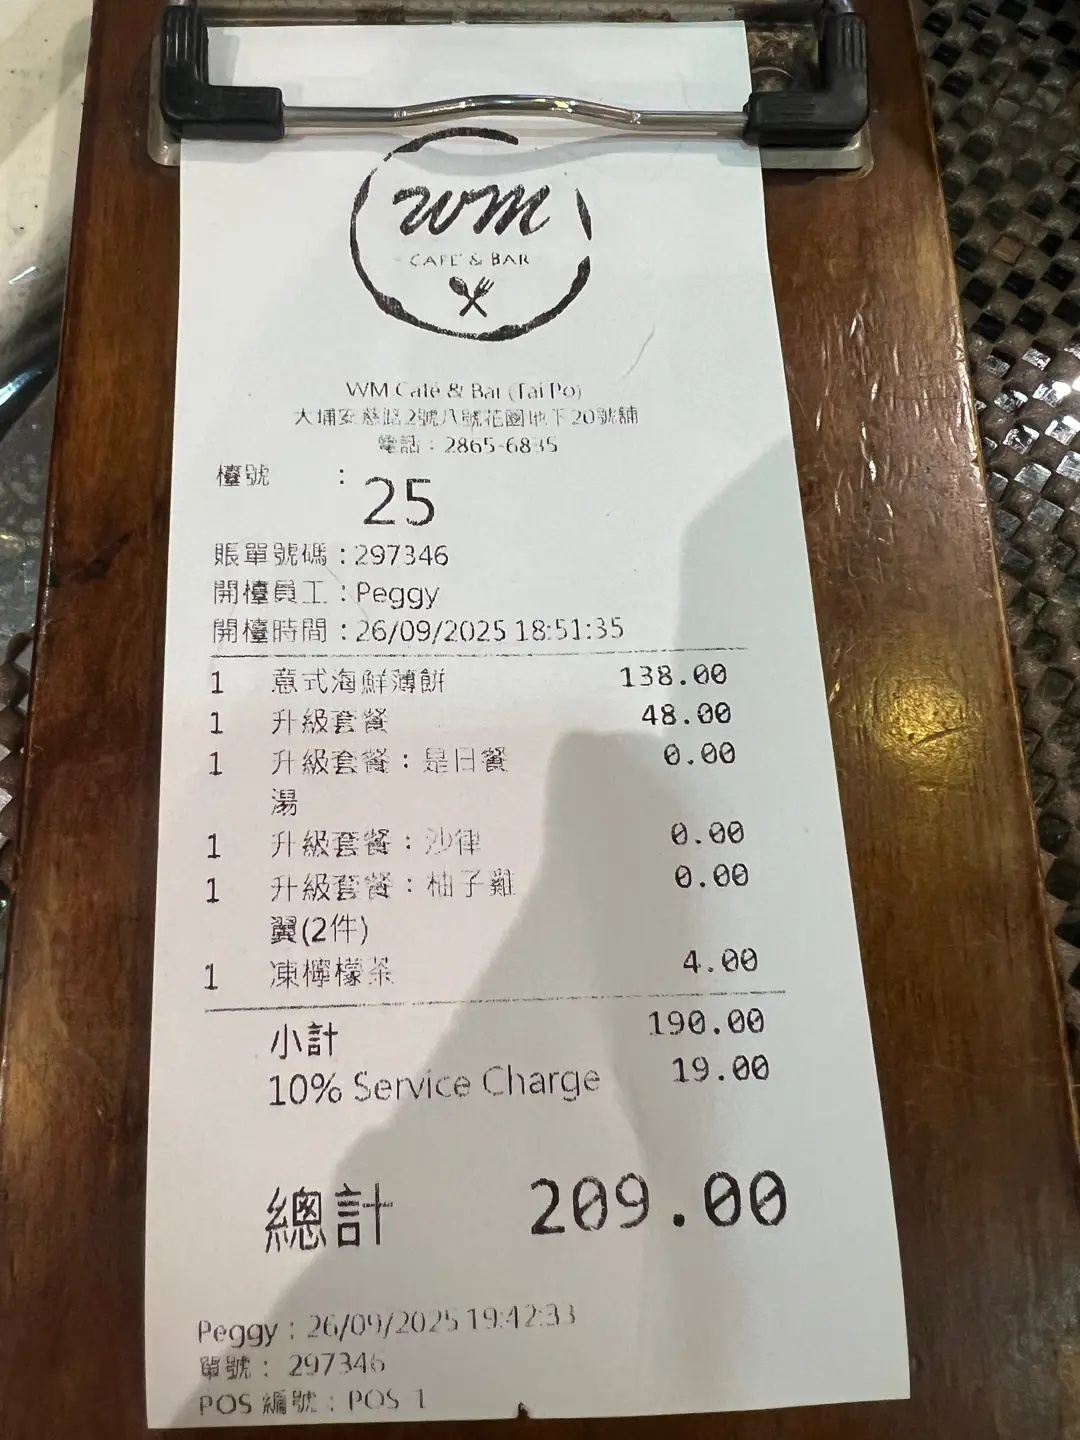 WM
CAFE & BAR
WM Café & Bar (Tai Po)
大埔安慈路2號八號花園地下20號舖
電話：2865-6835
檯號 ：
25
賬單號碼：297346
開檯員工：Peggy
開檯時間：26/09/2025 18:51:35
1 意式海鮮薄餅 138.00
1 升級套餐 48.00
1 升級套餐：是日餐 0.00
湯
1 升級套餐：沙律 0.00
1 升級套餐：柚子雞 0.00
翼(2件)
1 凍檸檬茶 4.00
小計 190.00
10% Service Charge 19.00
總計 209.00
Peggy：26/09/2025 19:42:33
單號： 297346
POS 編號：POS 1